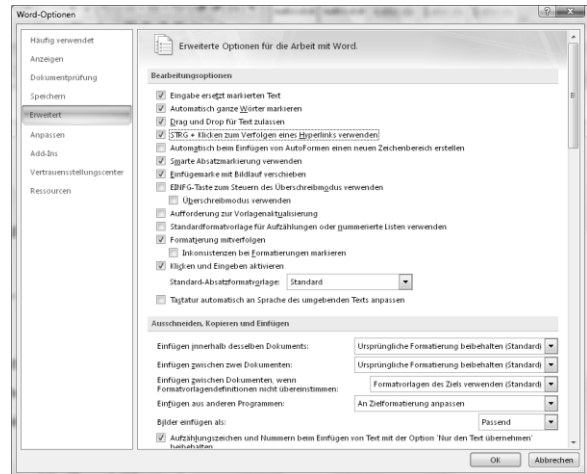 Word-Optionen
Häufig verwendet
Anzeigen
Dokumentprüfung
Speichern
Erweitert
Anpassen
Add-Ins
Vertrauensstellungscenter
Ressourcen
Erweiterte Optionen für die Arbeit mit Word.
Bearbeitungsoptionen
Eingabe ersetzt markierten Text
Automatisch ganze Wörter markieren
Drag und Drop für Text zulassen
STRG + Klicken zum Verfolgen eines Hyperlinks verwenden
Automatisch beim Einfügen von AutoFormen einen neuen Zeichenbereich erstellen
Smarte Absatzmarkierung verwenden
Einfügemarke mit Bildlauf verschieben
EINFG-Taste zum Steuern des Überschreibmodus verwenden
Überschreibmodus verwenden
Aufforderung zur Vorlagenaktualisierung
Standardformatvorlage für Aufzählungen oder nummerierte Listen verwenden
Formatierung mitverfolgen
Inkonsistenzen bei Formatierungen markieren
Klicken und Eingeben aktivieren
Standard-Absatzformatvorlage: Standard
Tastatur automatisch an Sprache des umgebenden Texts anpassen
Ausschneiden, Kopieren und Einfügen
Einfügen innerhalb desselben Dokuments: Ursprüngliche Formatierung beibehalten (Standard)
Einfügen zwischen zwei Dokumenten: Ursprüngliche Formatierung beibehalten (Standard)
Einfügen zwischen Dokumenten, wenn
Formatvorlagendefinitionen nicht übereinstimmen: Formatvorlagen des Ziels verwenden (Standard)
Einfügen aus anderen Programmen: An Zielformatierung anpassen
Bilder einfügen als: Passend
Aufzählungszeichen und Nummern beim Einfügen von Text mit der Option 'Nur den Text übernehmen'
beibehalten
OK Abbrechen